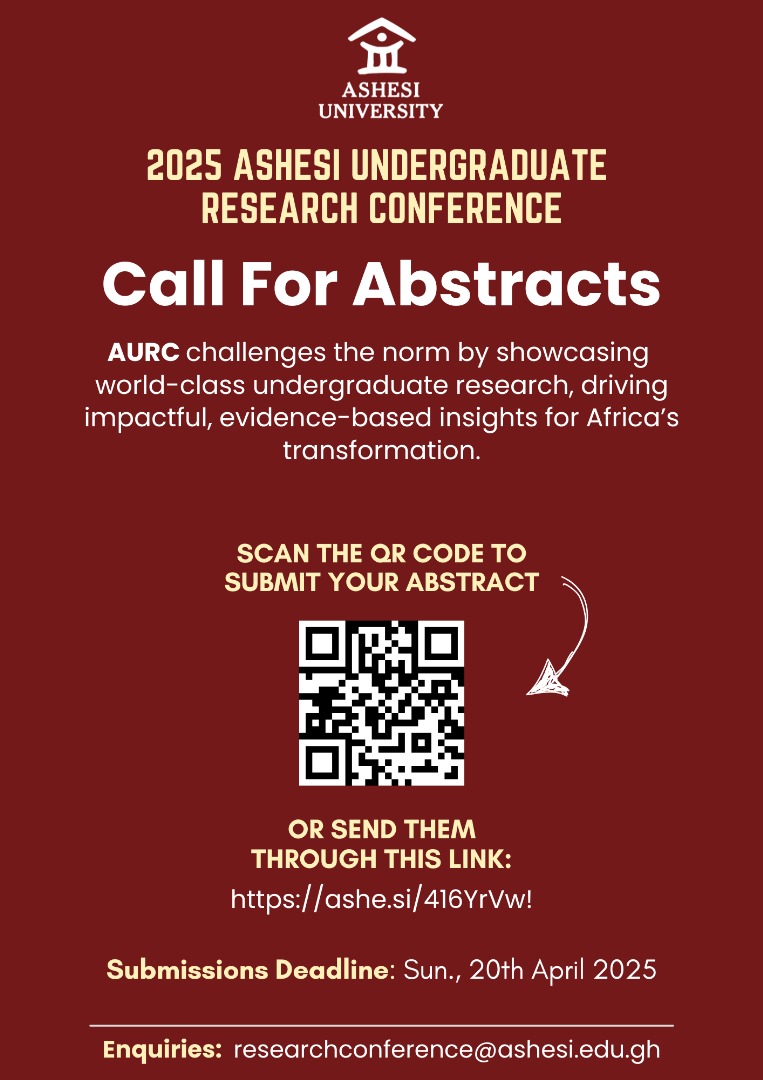 ASHESI
UNIVERSITY
2025 ASHESI UNDERGRADUATE
RESEARCH CONFERENCE
Call For Abstracts
AURC challenges the norm by showcasing
world-class undergraduate research, driving
impactful, evidence-based insights for Africa's
transformation.
SCAN THE QR CODE TO
SUBMIT YOUR ABSTRACT
OR SEND THEM
THROUGH THIS LINK:
https://ashe.si/416YrVw!
Submissions Deadline: Sun., 20th April 2025
Enquiries: researchconference@ashesi.edu.gh